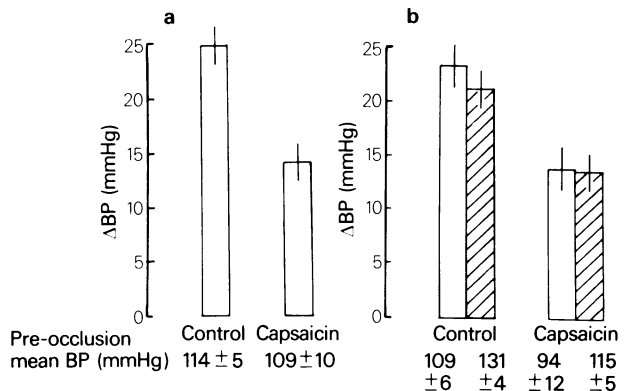 a
b
25
20
15
10
5
0
ΔBP (mmHg)
25
20
15
10
5
0
ΔBP (mmHg)
Pre-occlusion Control Capsaicin Control Capsaicin
mean BP (mmHg) 114 ± 5 109 ± 10 109 131 94 115
±6 ±4 ±12 ±5